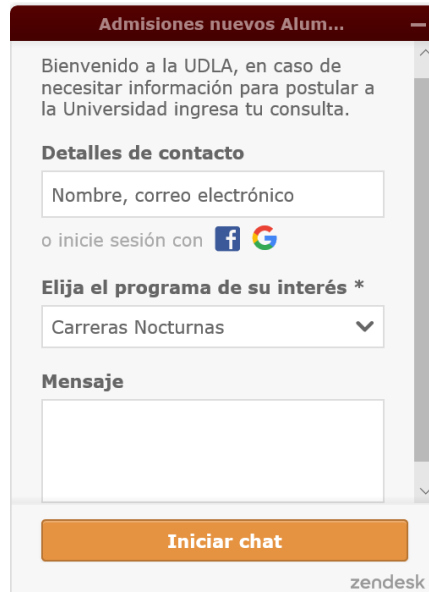 Admisiones nuevos Alum...
Bienvenido a la UDLA, en caso de
necesitar información para postular a
la Universidad ingresa tu consulta.
Detalles de contacto
Nombre, correo electrónico
o inicie sesión con
Elija el programa de su interés *
Carreras Nocturnas
Mensaje
Iniciar chat
zendesk